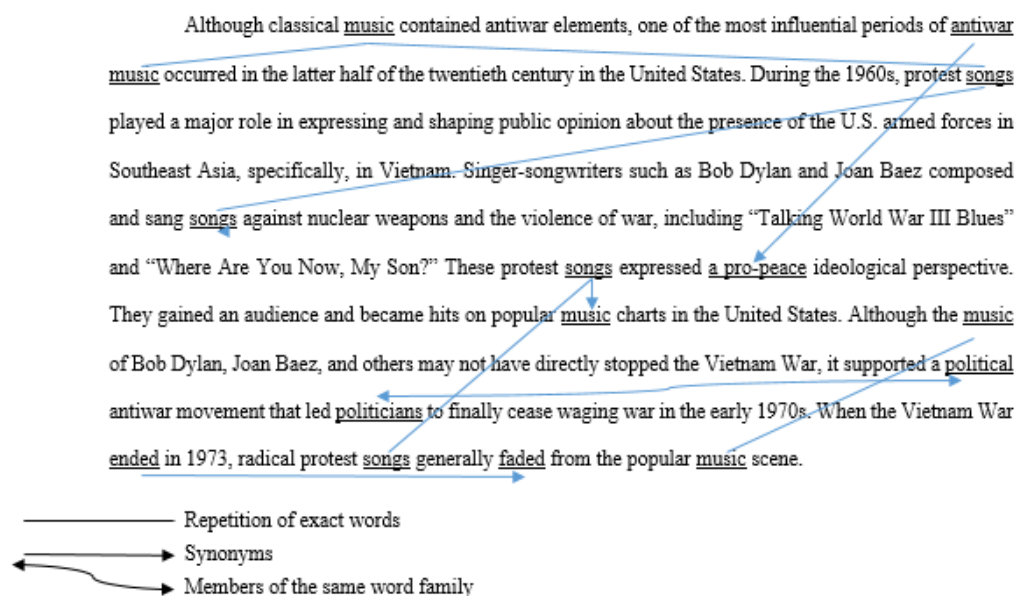 Although classical music contained antiwar elements, one of the most influential periods of antiwar
music occurred in the latter half of the twentieth century in the United States. During the 1960s, protest songs
played a major role in expressing and shaping public opinion about the presence of the U.S. armed forces in
Southeast Asia, specifically, in Vietnam. Singer-songwriters such as Bob Dylan and Joan Baez composed
and sang songs against nuclear weapons and the violence of war, including “Talking World War III Blues”
and “Where Are You Now, My Son?” These protest songs expressed a pro-peace ideological perspective.
They gained an audience and became hits on popular music charts in the United States. Although the music
of Bob Dylan, Joan Baez, and others may not have directly stopped the Vietnam War, it supported a political
antiwar movement that led politicians to finally cease waging war in the early 1970s. When the Vietnam War
ended in 1973, radical protest songs generally faded from the popular music scene.
Repetition of exact words
Synonyms
Members of the same word family